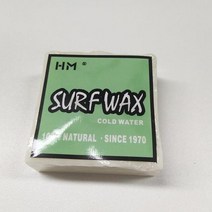 HM ®
SURF WAX
COLD WATER
NATURAL - SINCE 1970